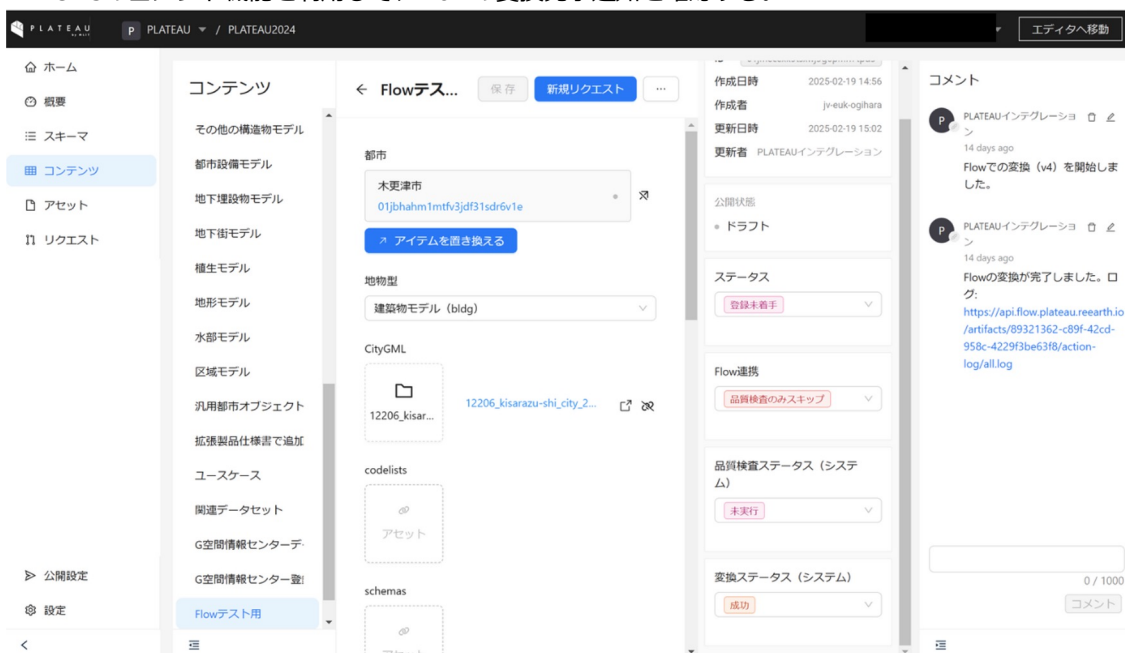 PLATEAU
by MLIT
P PLATEAU / PLATEAU2024
エディタへ移動
ホーム
概要
スキーマ
コンテンツ
アセット
リクエスト
公開設定
設定
コンテンツ
その他の構造物モデル
都市設備モデル
地下埋設物モデル
地下街モデル
植生モデル
地形モデル
水部モデル
区域モデル
汎用都市オブジェクト
拡張製品仕様書で追加
ユースケース
関連データセット
G空間情報センターデ
G空間情報センター登
Flowテスト用
← Flowテス... 保存 新規リクエスト ...
都市
木更津市
01jbhahm1mtfv3jdf31sdr6v1e
アイテムを置き換える
地物型
建築物モデル（bldg）
CityGML
12206_kisar...
12206_kisarazu-shi_city_2...
codelists
アセット
schemas
作成日時 2025-02-19 14:56
作成者 jv-euk-ogihara
更新日時 2025-02-19 15:02
更新者 PLATEAUインテグレーション
公開状態
ドラフト
ステータス
登録未着手
Flow連携
品質検査のみスキップ
品質検査ステータス（システ
ム）
未実行
変換ステータス（システム）
成功
コメント
P PLATEAUインテグレーショ
ン
14 days ago
Flowでの変換（v4）を開始しま
した。
P PLATEAUインテグレーショ
ン
14 days ago
Flowの変換が完了しました。ロ
グ:
https://api.flow.plateau.reearth.io
/artifacts/89321362-c89f-42cd-
958c-4229f3be63f8/action-
log/all.log
0 / 1000
コメント